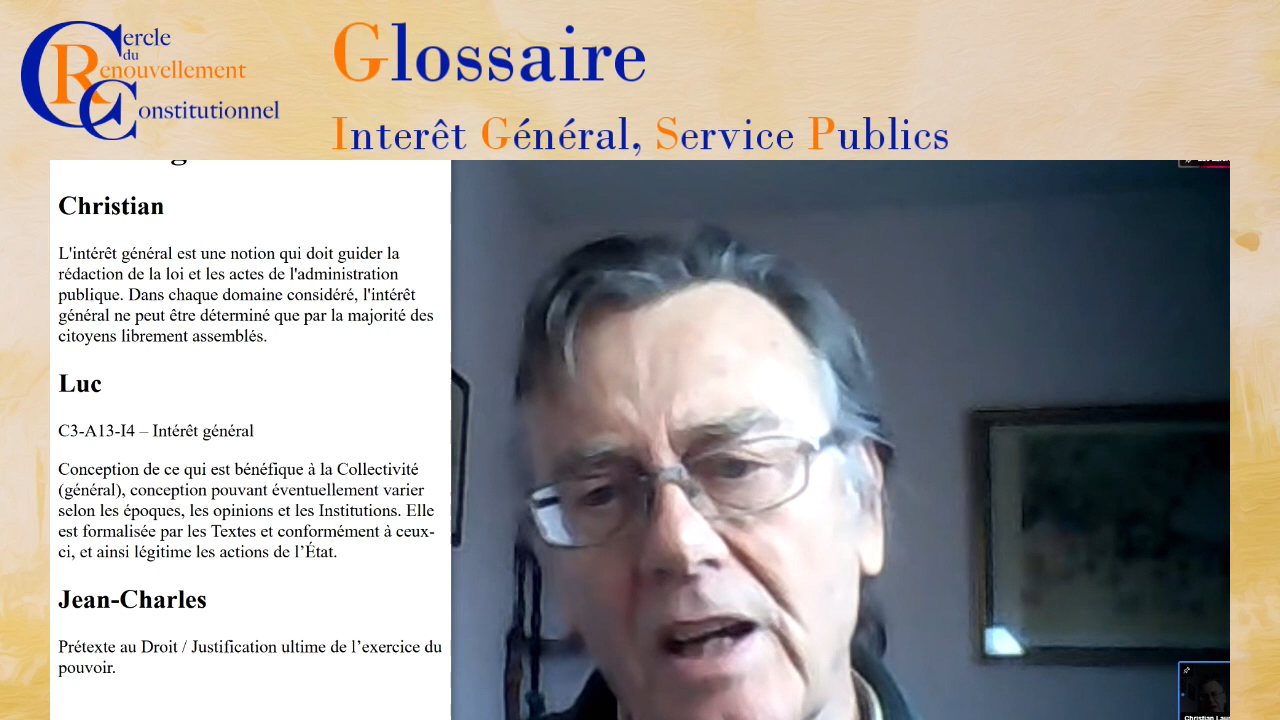 Cercle
du
Renouvellement
Constitutionnel
Glossaire
Interêt Général, Service Publics
Christian
L'intérêt général est une notion qui doit guider la
rédaction de la loi et les actes de l'administration
publique. Dans chaque domaine considéré, l'intérêt
général ne peut être déterminé que par la majorité des
citoyens librement assemblés.
Luc
C3-A13-I4 – Intérêt général
Conception de ce qui est bénéfique à la Collectivité
(général), conception pouvant éventuellement varier
selon les époques, les opinions et les Institutions. Elle
est formalisée par les Textes et conformément à ceux-
ci, et ainsi légitime les actions de l’État.
Jean-Charles
Prétexte au Droit / Justification ultime de l’exercice du
pouvoir.
Christian